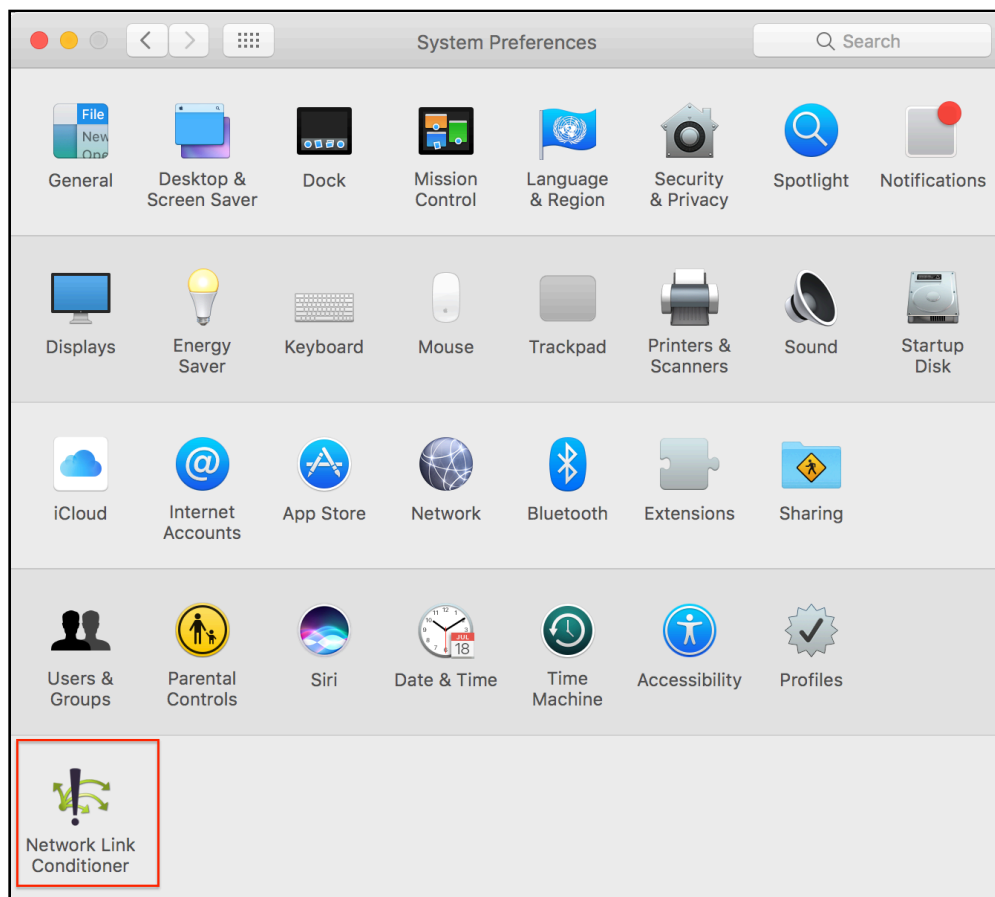 System Preferences
Search
File
New
One
General
Desktop &
Screen Saver
Dock
Mission
Control
Language
& Region
Security
& Privacy
Spotlight
Notifications
Displays
Energy
Saver
Keyboard
Mouse
Trackpad
Printers &
Scanners
Sound
Startup
Disk
iCloud
Internet
Accounts
App Store
Network
Bluetooth
Extensions
Sharing
JUL
18
Users &
Groups
Parental
Controls
Siri
Date & Time
Time
Machine
Accessibility
Profiles
Network Link
Conditioner